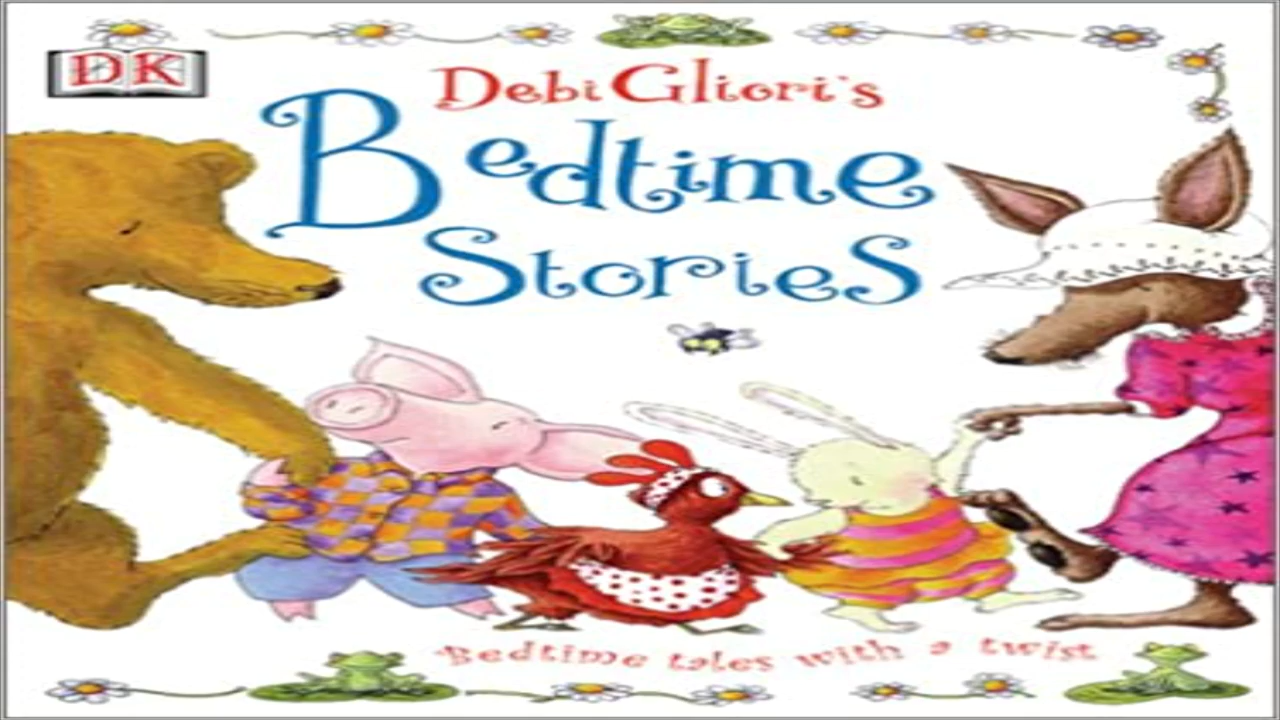 DK
Debi Gliori's
Bedtime
Stories
Bedtime tales with a twist